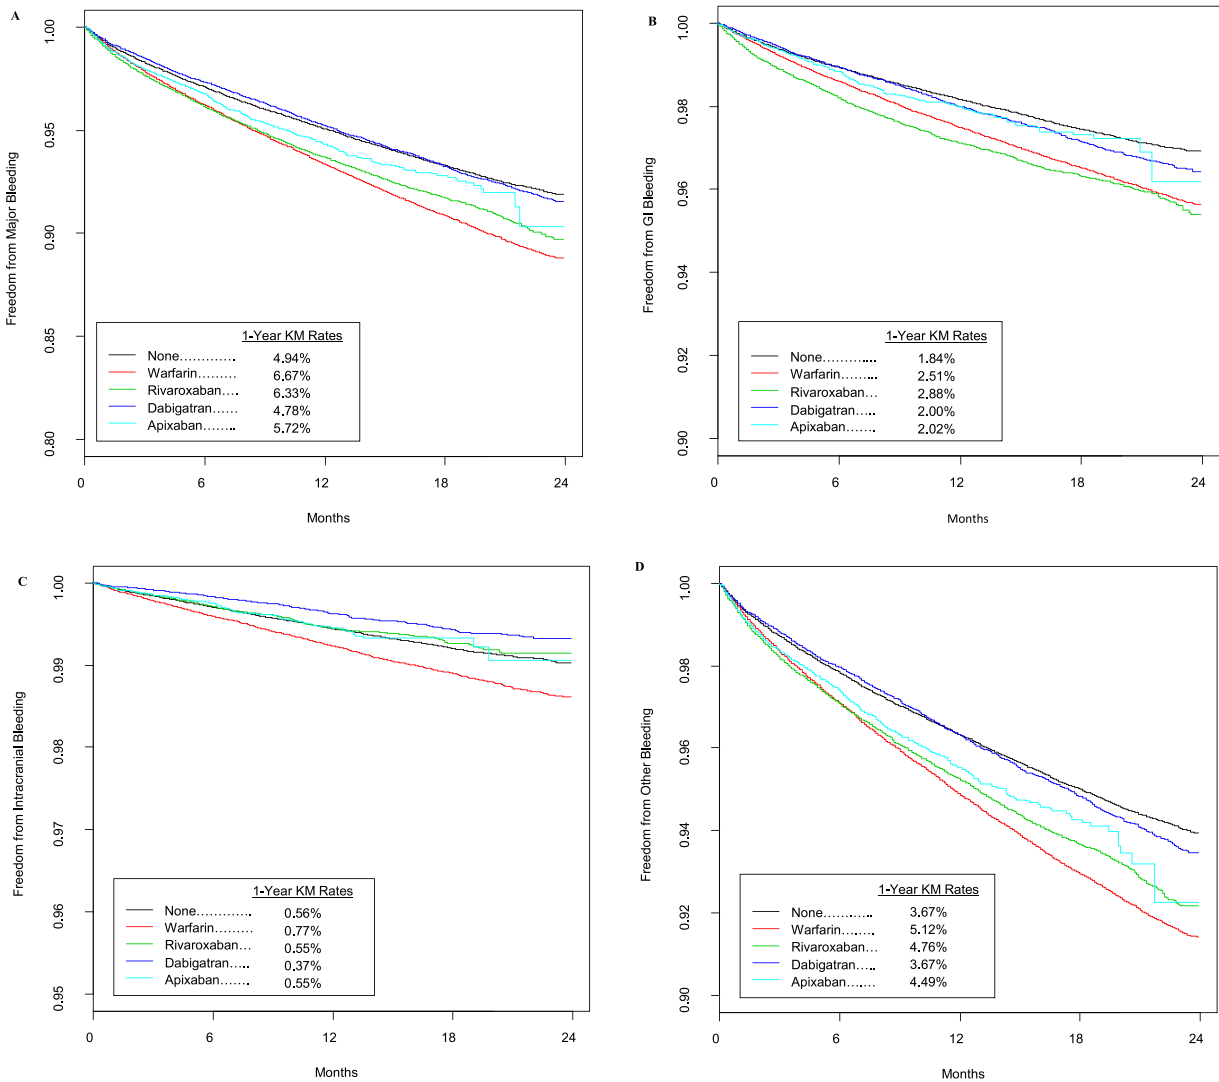 A
Freedom from Major Bleeding
1.00
0.95
0.90
0.85
0.80
1-Year KM Rates
None………….. 4.94%
Warfarin ……… 6.67%
Rivaroxaban…. 6.33%
Dabigatran…… 4.78%
Apixaban…….. 5.72%
0 6 12 18 24
Months
B
Freedom from GI Bleeding
1.00
0.98
0.96
0.94
0.92
0.90
1-Year KM Rates
None………... 1.84%
Warfarin …….. 2.51%
Rivaroxaban… 2.88%
Dabigatran….. 2.00%
Apixaban……. 2.02%
0 6 12 18 24
Months
C
Freedom from Intracranial Bleeding
1.00
0.99
0.98
0.97
0.96
0.95
1-Year KM Rates
None………… 0.56%
Warfarin ……… 0.77%
Rivaroxaban… 0.55%
Dabigatran….. 0.37%
Apixaban……. 0.55%
0 6 12 18 24
Months
D
Freedom from Other Bleeding
1.00
0.98
0.96
0.94
0.92
0.90
1-Year KM Rates
None………… 3.67%
Warfarin …….. 5.12%
Rivaroxaban… 4.76%
Dabigatran….. 3.67%
Apixaban……. 4.49%
0 6 12 18 24
Months